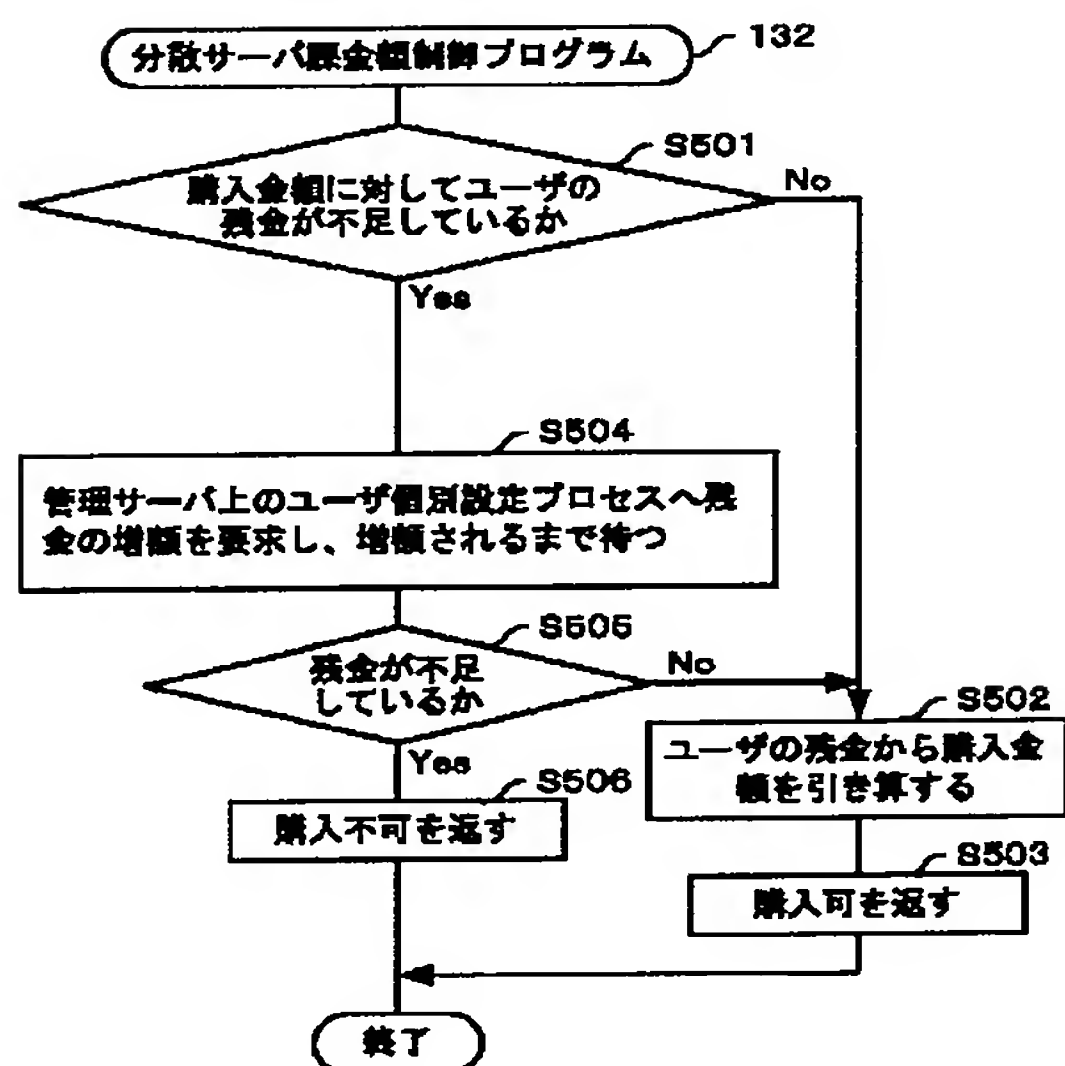 分散サーバ課金額制御プログラム
132
S501
購入金額に対してユーザの
残金が不足しているか
No
Yes
S504
管理サーバ上のユーザ個別設定プロセスへ残
金の増額を要求し、増額されるまで待つ
S505
残金が不足
しているか
No
Yes
S502
ユーザの残金から購入金
額を引き算する
S506
購入不可を返す
S503
購入可を返す
終了